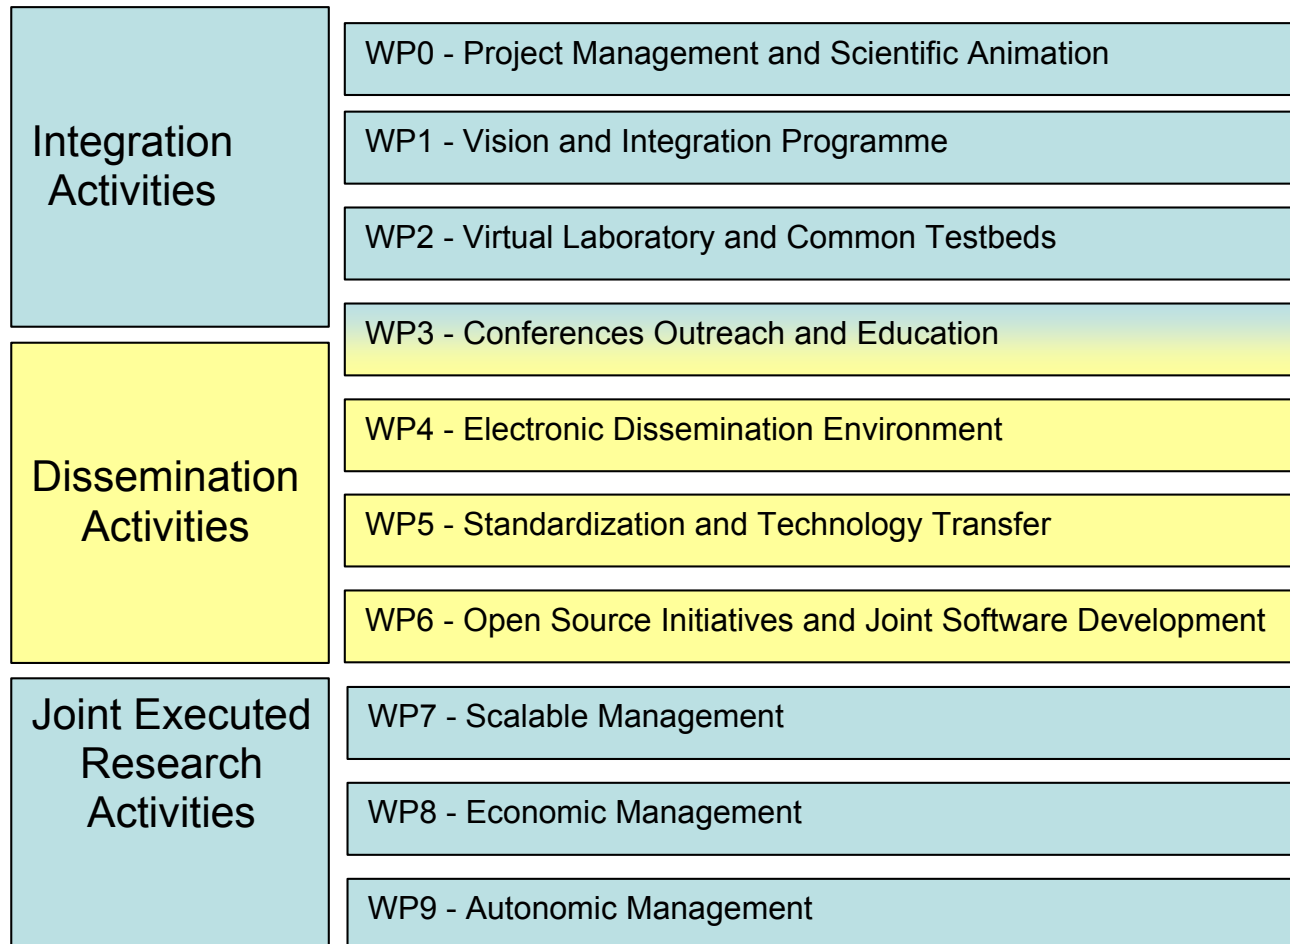 Integration
Activities
WP0 - Project Management and Scientific Animation
WP1 - Vision and Integration Programme
WP2 - Virtual Laboratory and Common Testbeds
WP3 - Conferences Outreach and Education
Dissemination
Activities
WP4 - Electronic Dissemination Environment
WP5 - Standardization and Technology Transfer
WP6 - Open Source Initiatives and Joint Software Development
Joint Executed
Research
Activities
WP7 - Scalable Management
WP8 - Economic Management
WP9 - Autonomic Management